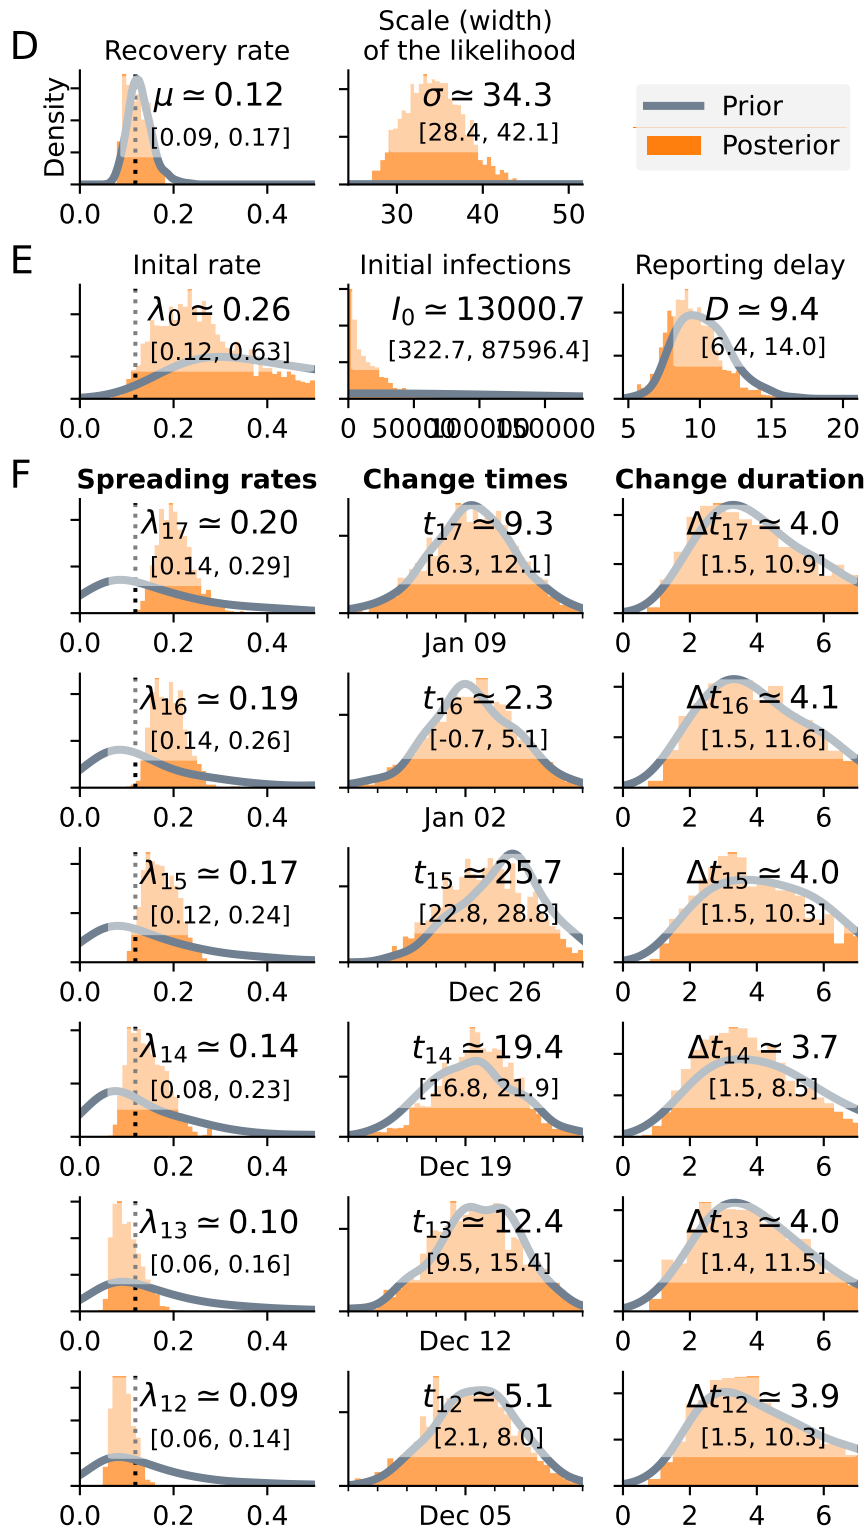 D
Recovery rate
Scale (width)
of the likelihood
Density
μ ≃ 0.12
[0.09, 0.17]
0.0 0.2 0.4
σ ≃ 34.3
[28.4, 42.1]
30 40 50
Prior
Posterior
E
Inital rate
λ0 ≃ 0.26
[0.12, 0.63]
0.0 0.2 0.4
Initial infections
I0 ≃ 13000.7
[322.7, 87596.4]
0 50000 100000 150000
Reporting delay
D ≃ 9.4
[6.4, 14.0]
5 10 15 20
F
Spreading rates Change times Change duration
λ17 ≃ 0.20
[0.14, 0.29]
0.0 0.2 0.4
t17 ≃ 9.3
[6.3, 12.1]
Jan 09
Δt17 ≃ 4.0
[1.5, 10.9]
0 2 4 6
λ16 ≃ 0.19
[0.14, 0.26]
0.0 0.2 0.4
t16 ≃ 2.3
[-0.7, 5.1]
Jan 02
Δt16 ≃ 4.1
[1.5, 11.6]
0 2 4 6
λ15 ≃ 0.17
[0.12, 0.24]
0.0 0.2 0.4
t15 ≃ 25.7
[22.8, 28.8]
Dec 26
Δt15 ≃ 4.0
[1.5, 10.3]
0 2 4 6
λ14 ≃ 0.14
[0.08, 0.23]
0.0 0.2 0.4
t14 ≃ 19.4
[16.8, 21.9]
Dec 19
Δt14 ≃ 3.7
[1.5, 8.5]
0 2 4 6
λ13 ≃ 0.10
[0.06, 0.16]
0.0 0.2 0.4
t13 ≃ 12.4
[9.5, 15.4]
Dec 12
Δt13 ≃ 4.0
[1.4, 11.5]
0 2 4 6
λ12 ≃ 0.09
[0.06, 0.14]
0.0 0.2 0.4
t12 ≃ 5.1
[2.1, 8.0]
Dec 05
Δt12 ≃ 3.9
[1.5, 10.3]
0 2 4 6